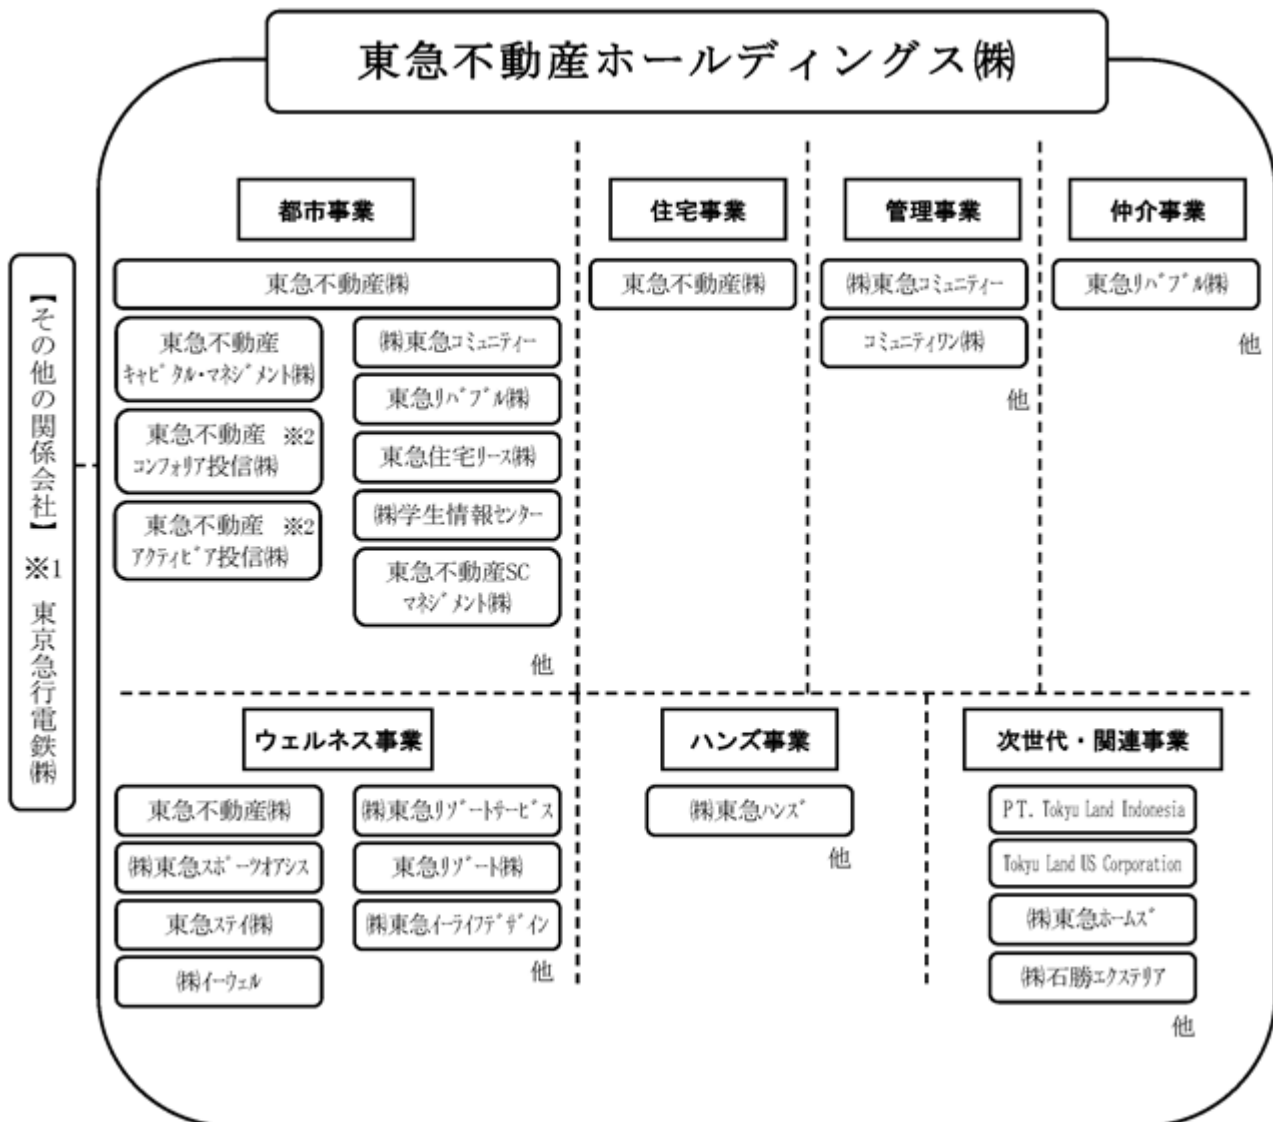 東急不動産ホールディングス㈱
【その他の関係会社】※1 東京急行電鉄㈱
都市事業
東急不動産㈱
東急不動産
ｷｬﾋﾟﾀﾙ･ﾏﾈｼﾞﾒﾝﾄ㈱
東急不動産 ※2
ｺﾝﾌｫﾘｱ投信㈱
東急不動産 ※2
ｱｸﾃｨﾋﾞｱ投信㈱
㈱東急ｺﾐｭﾆﾃｨｰ
東急ﾘﾊﾞﾌﾞﾙ㈱
東急住宅ﾘｰｽ㈱
㈱学生情報ｾﾝﾀｰ
東急不動産SC
ﾏﾈｼﾞﾒﾝﾄ㈱
他
住宅事業
東急不動産㈱
管理事業
㈱東急ｺﾐｭﾆﾃｨｰ
ｺﾐｭﾆﾃｨﾜﾝ㈱
他
仲介事業
東急ﾘﾊﾞﾌﾞﾙ㈱
他
ウェルネス事業
東急不動産㈱
㈱東急ｽﾎﾟｰﾂｵｱｼｽ
東急ｽﾃｲ㈱
㈱ｲｰｳｪﾙ
㈱東急ﾘｿﾞｰﾄｻｰﾋﾞｽ
東急ﾘｿﾞｰﾄ㈱
㈱東急ｲｰﾗｲﾌﾃﾞｻﾞｲﾝ
他
ハンズ事業
㈱東急ﾊﾝｽﾞ
他
次世代・関連事業
PT. Tokyu Land Indonesia
Tokyu Land US Corporation
㈱東急ﾎｰﾑｽﾞ
㈱石勝ｴｸｽﾃﾘｱ
他